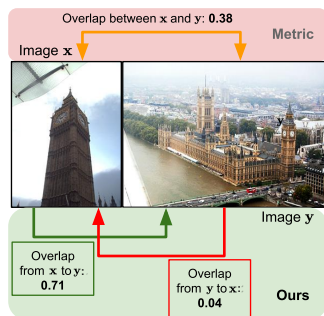 Overlap between x and y: 0.38
Metric
Image x
y
Image y
Overlap
from x to y:
0.71
Overlap
from y to x:
0.04
Ours